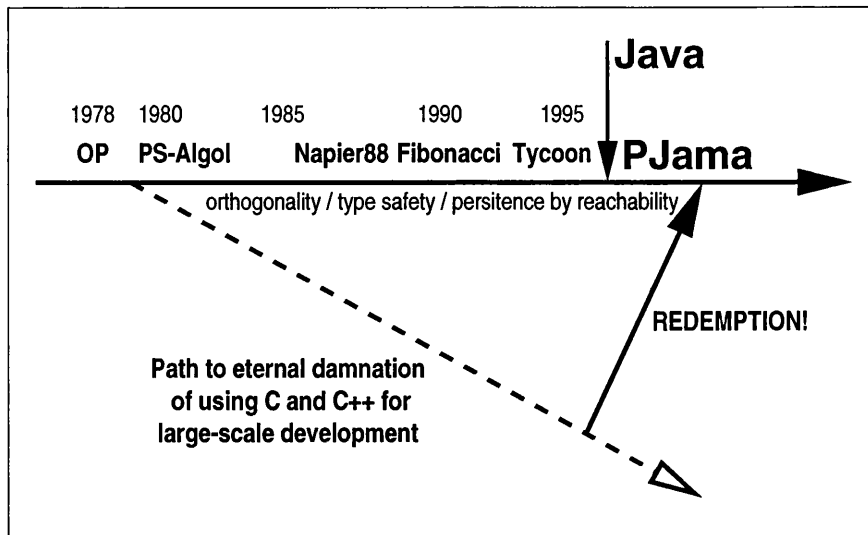 Java
1978 1980 1985 1990 1995
OP PS-Algol Napier88 Fibonacci Tycoon PJama
orthogonality / type safety / persitence by reachability
REDEMPTION!
Path to eternal damnation
of using C and C++ for
large-scale development